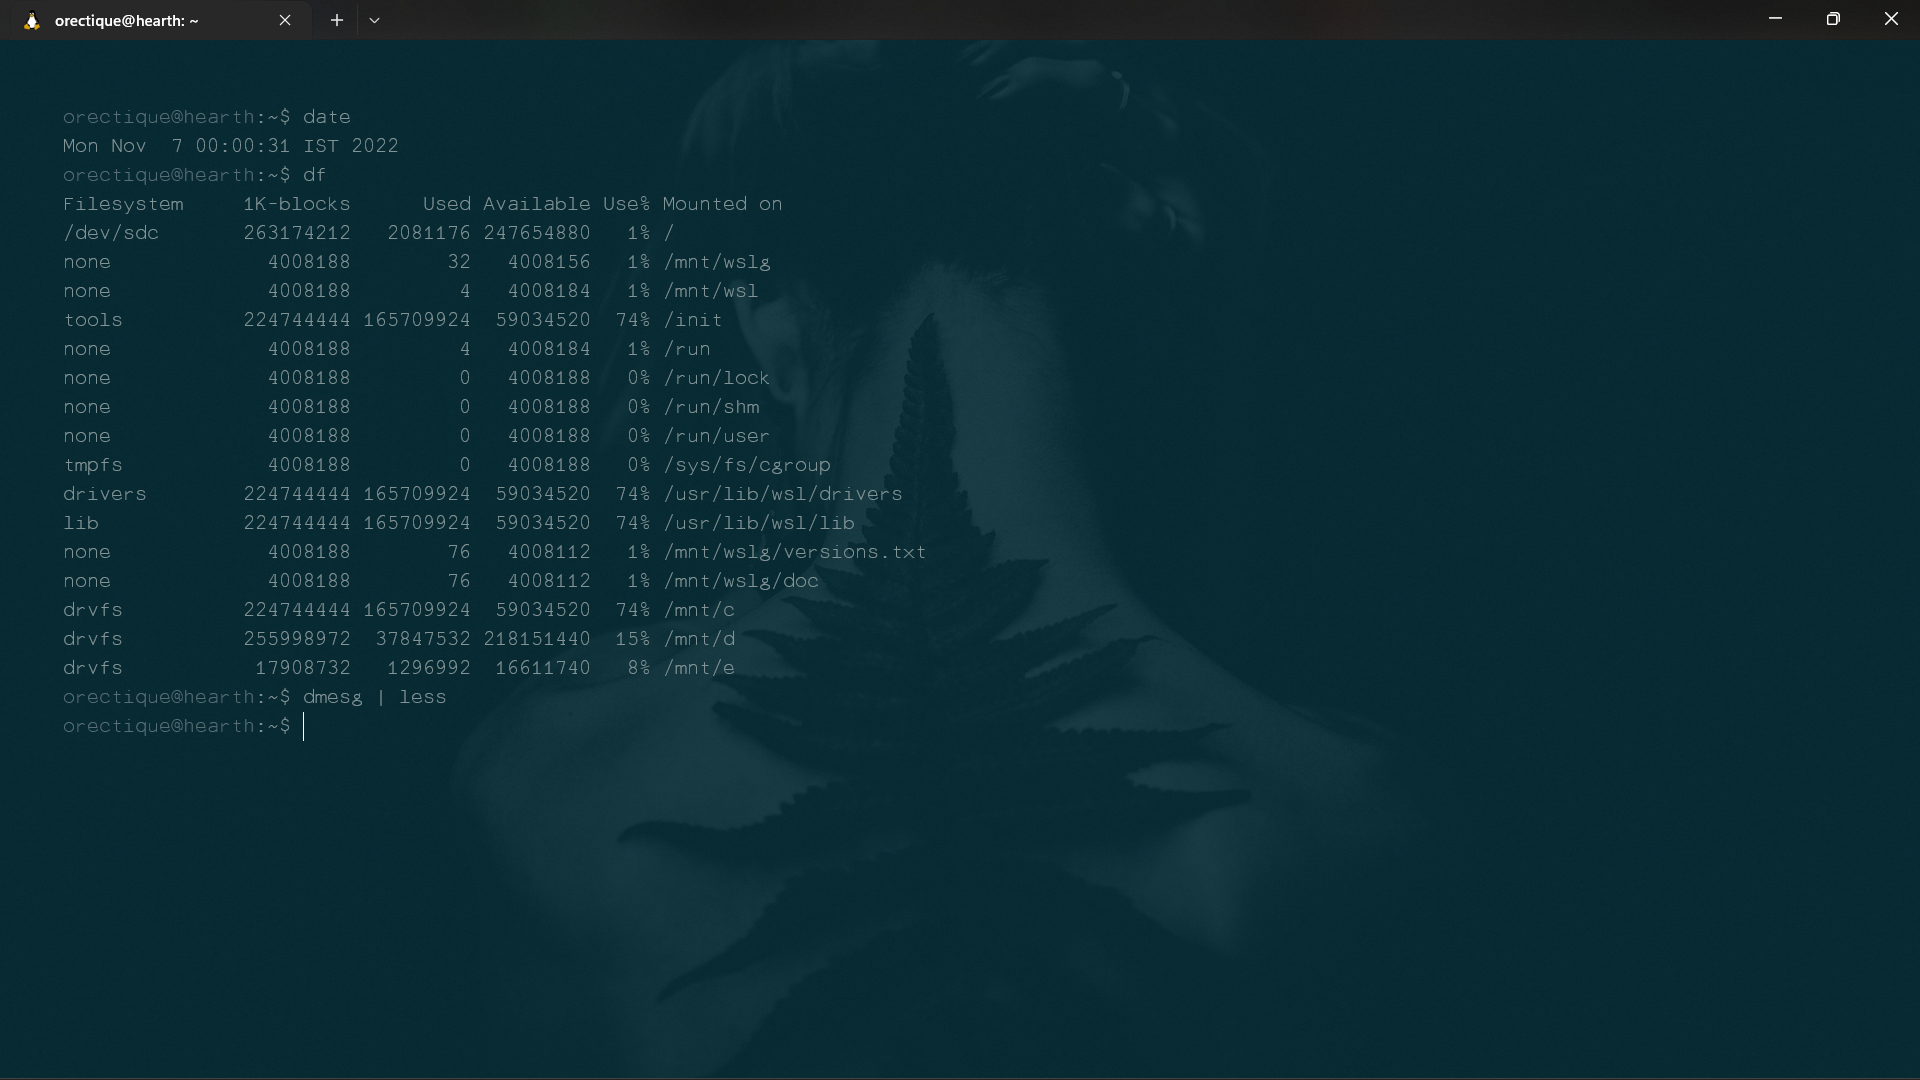 orectique@hearth: ~
orectique@hearth:~$ date
Mon Nov  7 00:00:31 IST 2022
orectique@hearth:~$ df
Filesystem     1K-blocks      Used Available Use% Mounted on
/dev/sdc       263174212   2081176 247654880   1% /
none             4008188        32   4008156   1% /mnt/wslg
none             4008188         4   4008184   1% /mnt/wsl
tools          224744444 165709924  59034520  74% /init
none             4008188         4   4008184   1% /run
none             4008188         0   4008188   0% /run/lock
none             4008188         0   4008188   0% /run/shm
none             4008188         0   4008188   0% /run/user
tmpfs            4008188         0   4008188   0% /sys/fs/cgroup
drivers        224744444 165709924  59034520  74% /usr/lib/wsl/drivers
lib            224744444 165709924  59034520  74% /usr/lib/wsl/lib
none             4008188        76   4008112   1% /mnt/wslg/versions.txt
none             4008188        76   4008112   1% /mnt/wslg/doc
drvfs          224744444 165709924  59034520  74% /mnt/c
drvfs          255998972  37847532 218151440  15% /mnt/d
drvfs           17908732   1296992  16611740   8% /mnt/e
orectique@hearth:~$ dmesg | less
orectique@hearth:~$